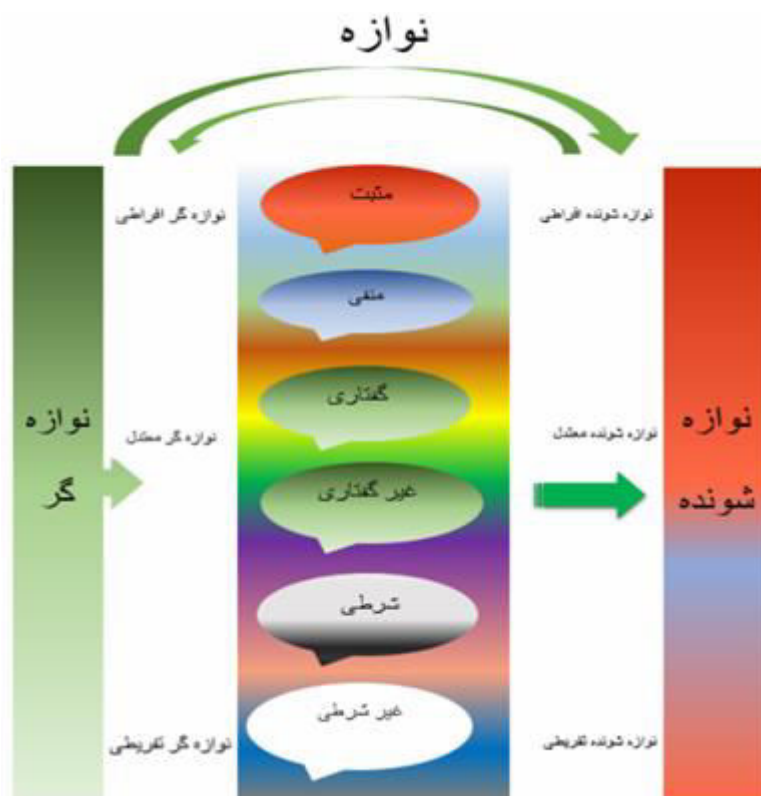 نوازه
مثبت
نوازه شونده افراطی
نوازه گر افراطی
منفی
گفتاری
نوازه
شونده
نوازه شونده معتدل
نوازه گر معتدل
نوازه
گر
غیر گفتاری
شرطی
غیر شرطی
نوازه شونده تفریطی
نوازه گر تفریطی